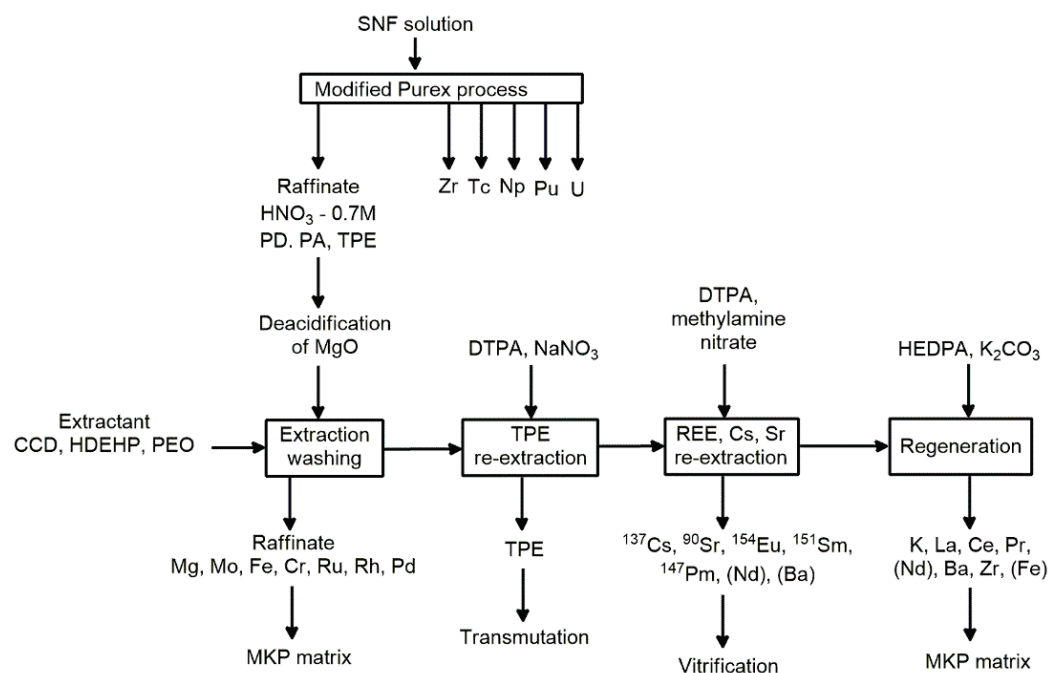 SNF solution
Modified Purex process
Zr Tc Np Pu U
Raffinate
HNO₃ - 0.7M
PD. PA, TPE
Deacidification
of MgO
DTPA, NaNO₃
DTPA,
methylamine
nitrate
HEDPA, K₂CO₃
Extractant
CCD, HDEHP, PEO
Extraction
washing
TPE
re-extraction
REE, Cs, Sr
re-extraction
Regeneration
Raffinate
Mg, Mo, Fe, Cr, Ru, Rh, Pd
MKP matrix
TPE
Transmutation
¹³⁷Cs, ⁹⁰Sr, ¹⁵⁴Eu, ¹⁵¹Sm,
¹⁴⁷Pm, (Nd), (Ba)
Vitrification
K, La, Ce, Pr,
(Nd), Ba, Zr, (Fe)
MKP matrix